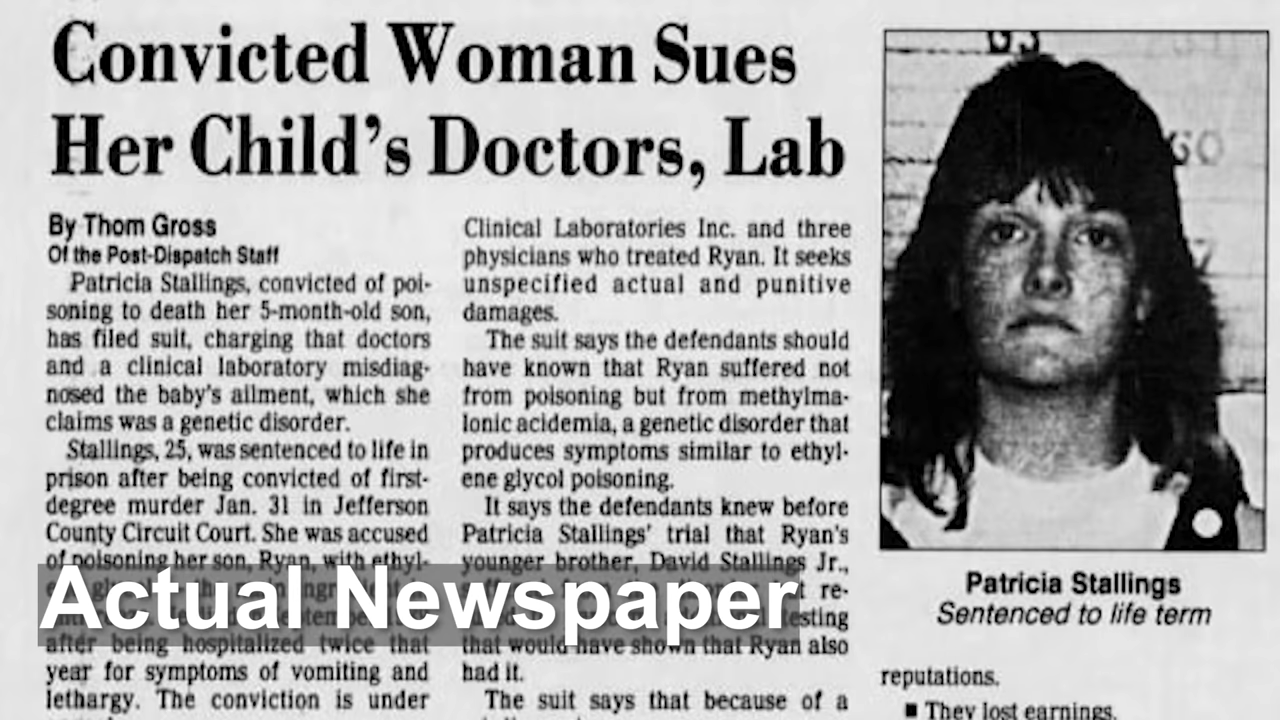 Convicted Woman Sues
Her Child's Doctors, Lab
By Thom Gross
Of the Post-Dispatch Staff
Patricia Stallings, convicted of poi-
soning to death her 5-month-old son,
has filed suit, charging that doctors
and a clinical laboratory misdiag-
nosed the baby's ailment, which she
claims was a genetic disorder.
Stallings, 25, was sentenced to life in
prison after being convicted of first-
degree murder Jan. 31 in Jefferson
County Circuit Court. She was accused
of poisoning her son, Ryan, with ethyl-
after being hospitalized twice that
year for symptoms of vomiting and
lethargy. The conviction is under
Clinical Laboratories Inc. and three
physicians who treated Ryan. It seeks
unspecified actual and punitive
damages.
The suit says the defendants should
have known that Ryan suffered not
from poisoning but from methylma-
lonic acidemia, a genetic disorder that
produces symptoms similar to ethyl-
ene glycol poisoning.
It says the defendants knew before
Patricia Stallings' trial that Ryan's
younger brother, David Stallings Jr.,
re-
testing
that would have shown that Ryan also
had it.
The suit says that because of a
GO
Patricia Stallings
Sentenced to life term
reputations.
■ They lost earnings.
Actual Newspaper